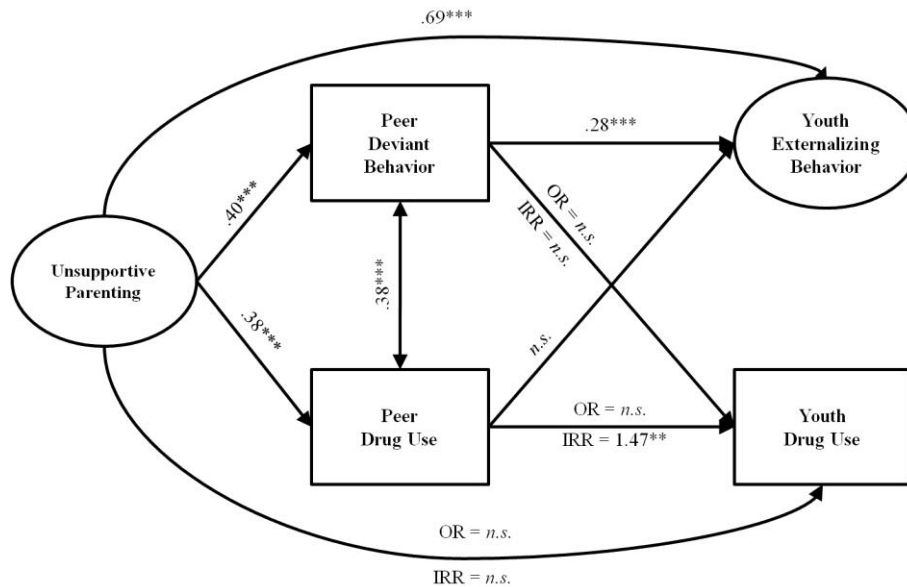 .69***
Peer
Deviant
Behavior
.28***
Youth
Externalizing
Behavior
.40***
OR = n.s.
IRR = n.s.
Unsupportive
Parenting
.38***
.38***
n.s.
Peer
Drug Use
OR = n.s.
IRR = 1.47**
Youth
Drug Use
OR = n.s.
IRR = n.s.